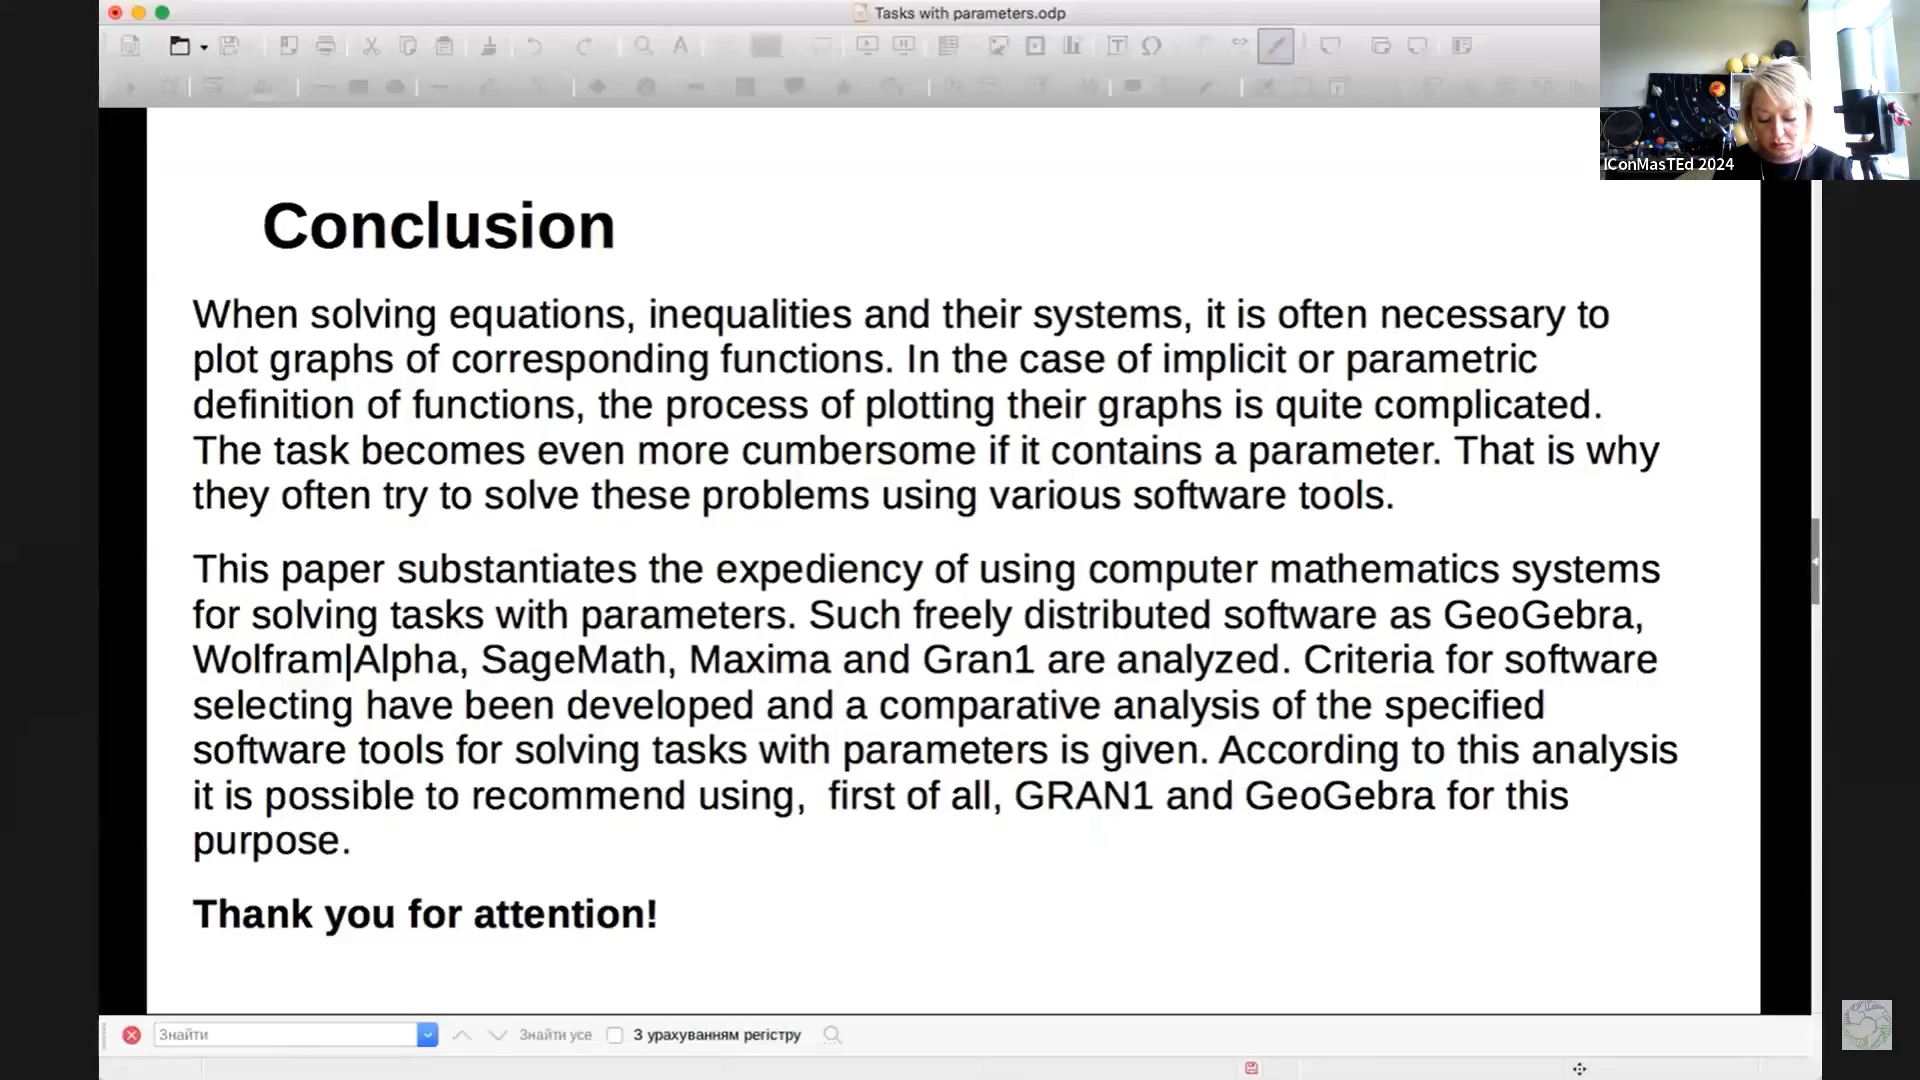 Tasks with parameters.odp
IConMasTEd 2024
Conclusion
When solving equations, inequalities and their systems, it is often necessary to
plot graphs of corresponding functions. In the case of implicit or parametric
definition of functions, the process of plotting their graphs is quite complicated.
The task becomes even more cumbersome if it contains a parameter. That is why
they often try to solve these problems using various software tools.
This paper substantiates the expediency of using computer mathematics systems
for solving tasks with parameters. Such freely distributed software as GeoGebra,
Wolfram|Alpha, SageMath, Maxima and Gran1 are analyzed. Criteria for software
selecting have been developed and a comparative analysis of the specified
software tools for solving tasks with parameters is given. According to this analysis
it is possible to recommend using,  first of all, GRAN1 and GeoGebra for this
purpose.
Thank you for attention!
Знайти
Знайти усе
З урахуванням регістру